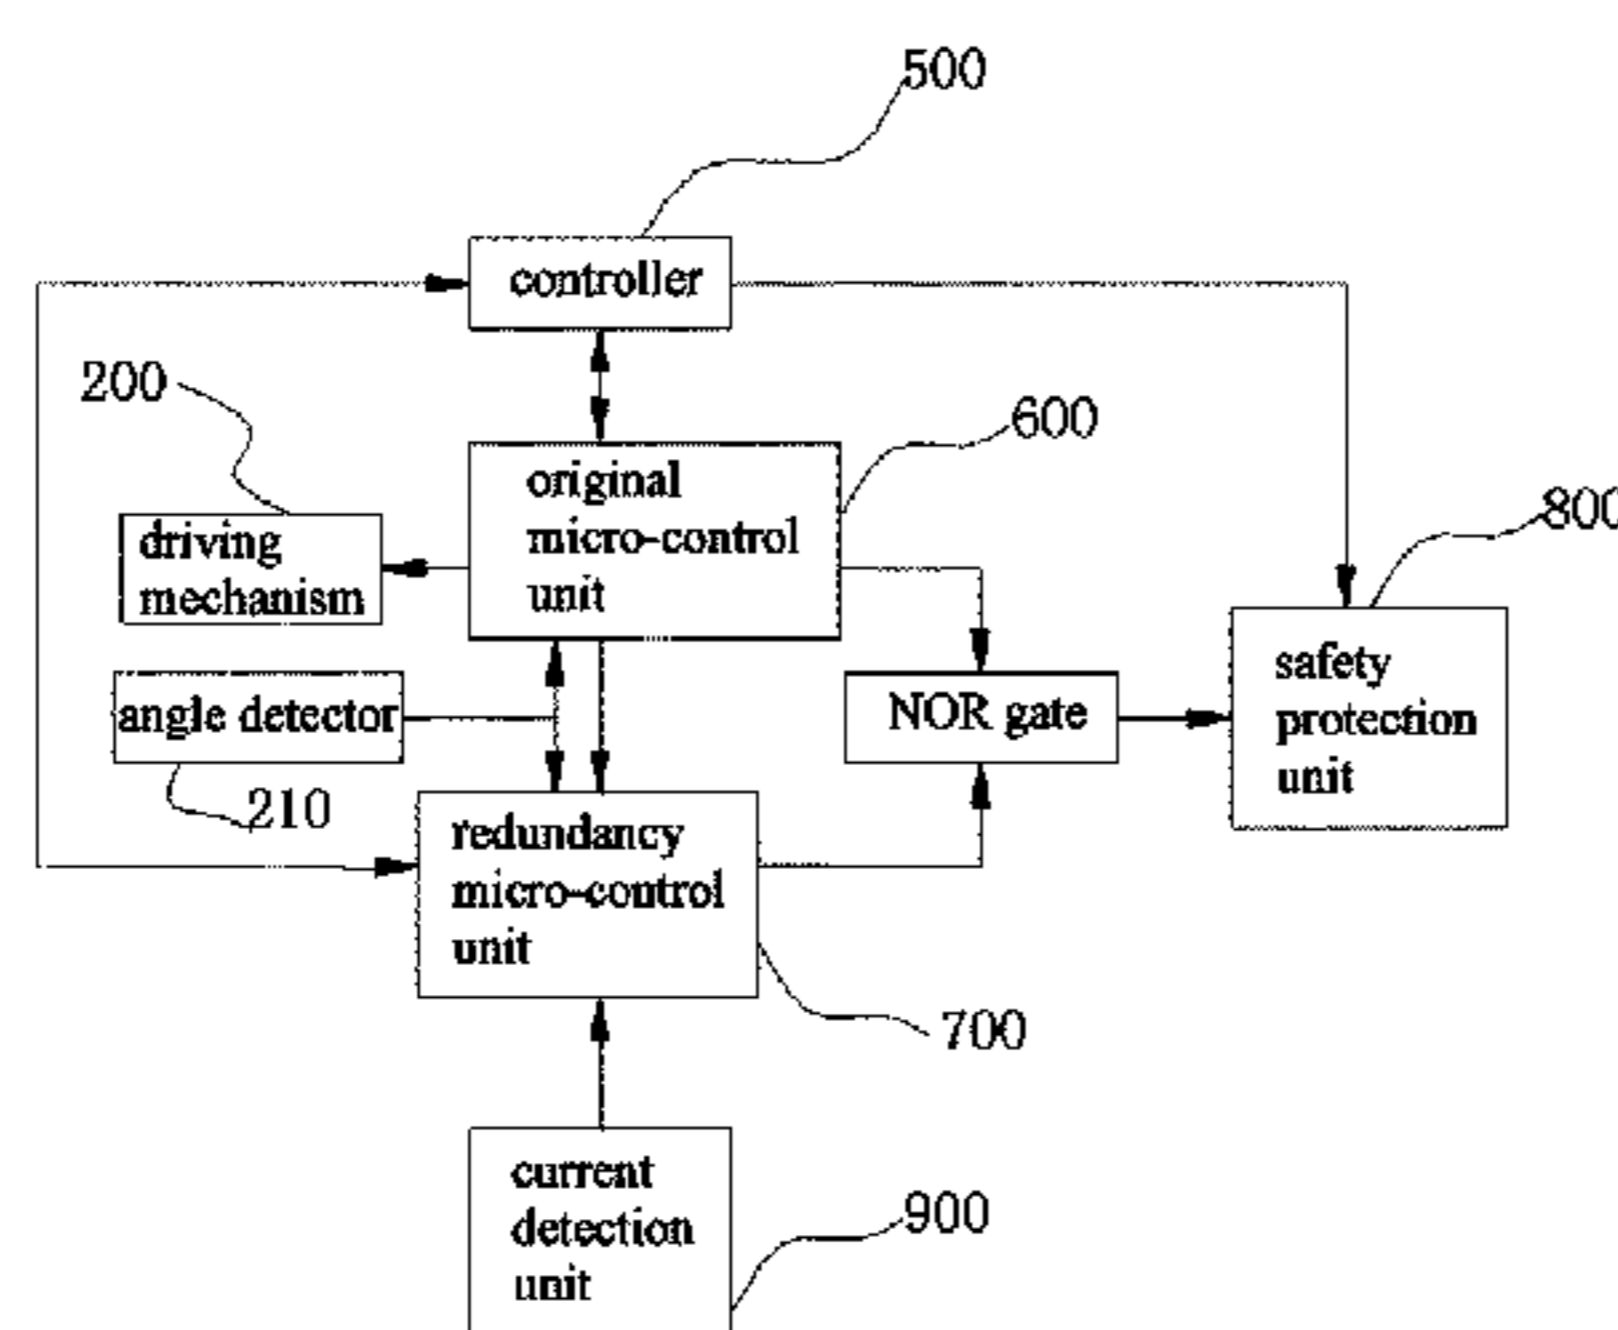 500
controller
200
600
original
micro-control
unit
800
driving
mechanism
safety
protection
unit
angle detector
NOR gate
210
redundancy
micro-control
unit
700
current
detection
unit
900